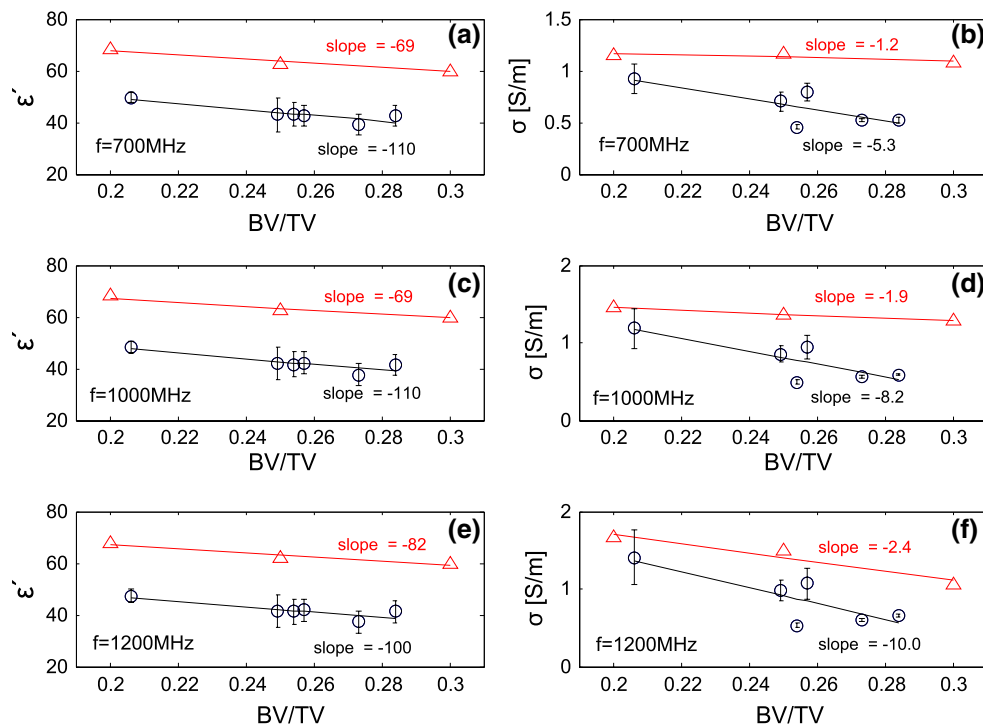 80
60
40
20
0.2 0.22 0.24 0.26 0.28 0.3
ε´
BV/TV
(a)
slope = -69
slope = -110
f=700MHz
1.5
1
0.5
0
0.2 0.22 0.24 0.26 0.28 0.3
σ [S/m]
BV/TV
(b)
slope = -1.2
slope = -5.3
f=700MHz
80
60
40
20
0.2 0.22 0.24 0.26 0.28 0.3
ε´
BV/TV
(c)
slope = -69
slope = -110
f=1000MHz
2
1
0
0.2 0.22 0.24 0.26 0.28 0.3
σ [S/m]
BV/TV
(d)
slope = -1.9
slope = -8.2
f=1000MHz
80
60
40
20
0.2 0.22 0.24 0.26 0.28 0.3
ε´
BV/TV
(e)
slope = -82
slope = -100
f=1200MHz
2
1
0
0.2 0.22 0.24 0.26 0.28 0.3
σ [S/m]
BV/TV
(f)
slope = -2.4
slope = -10.0
f=1200MHz